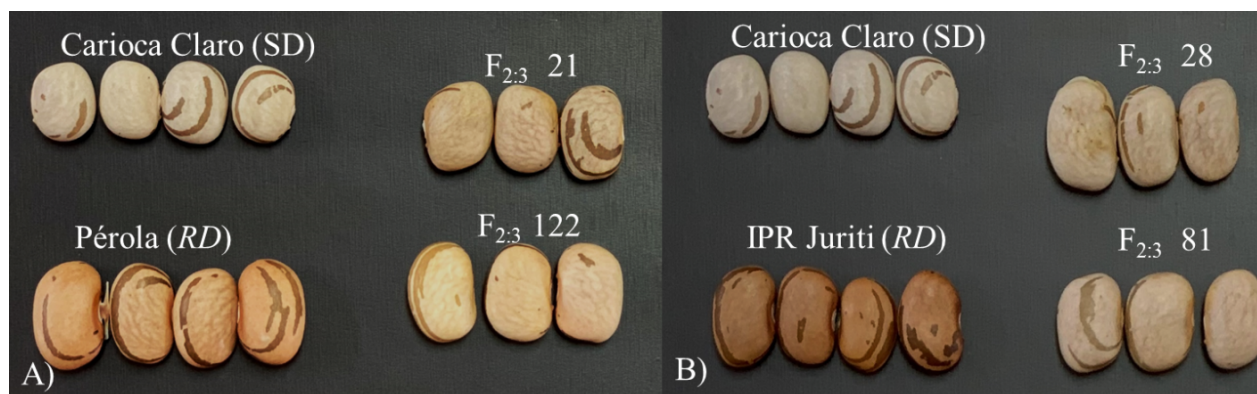 Carioca Claro (SD)
F2:3 21
Pérola (RD)
F2:3 122
A)
Carioca Claro (SD)
F2:3 28
IPR Juriti (RD)
F2:3 81
B)